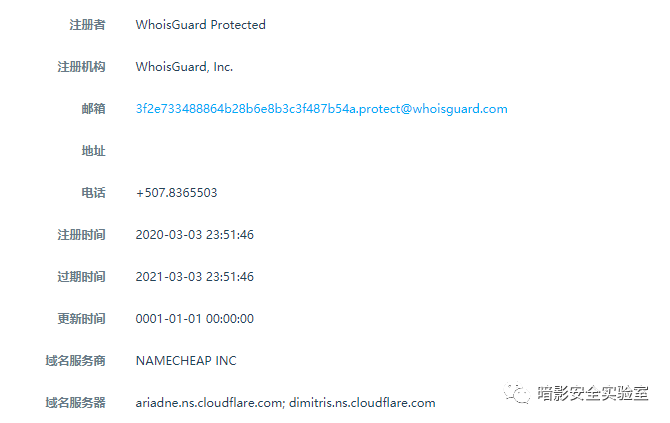 注册者 WhoisGuard Protected
注册机构 WhoisGuard, Inc.
邮箱 3f2e733488864b28b6e8b3c3f487b54a.protect@whoisguard.com
地址
电话 +507.8365503
注册时间 2020-03-03 23:51:46
过期时间 2021-03-03 23:51:46
更新时间 0001-01-01 00:00:00
域名服务商 NAMECHEAP INC
域名服务器 ariadne.ns.cloudflare.com; dimitris.ns.cloudflare.com
暗影安全实验室